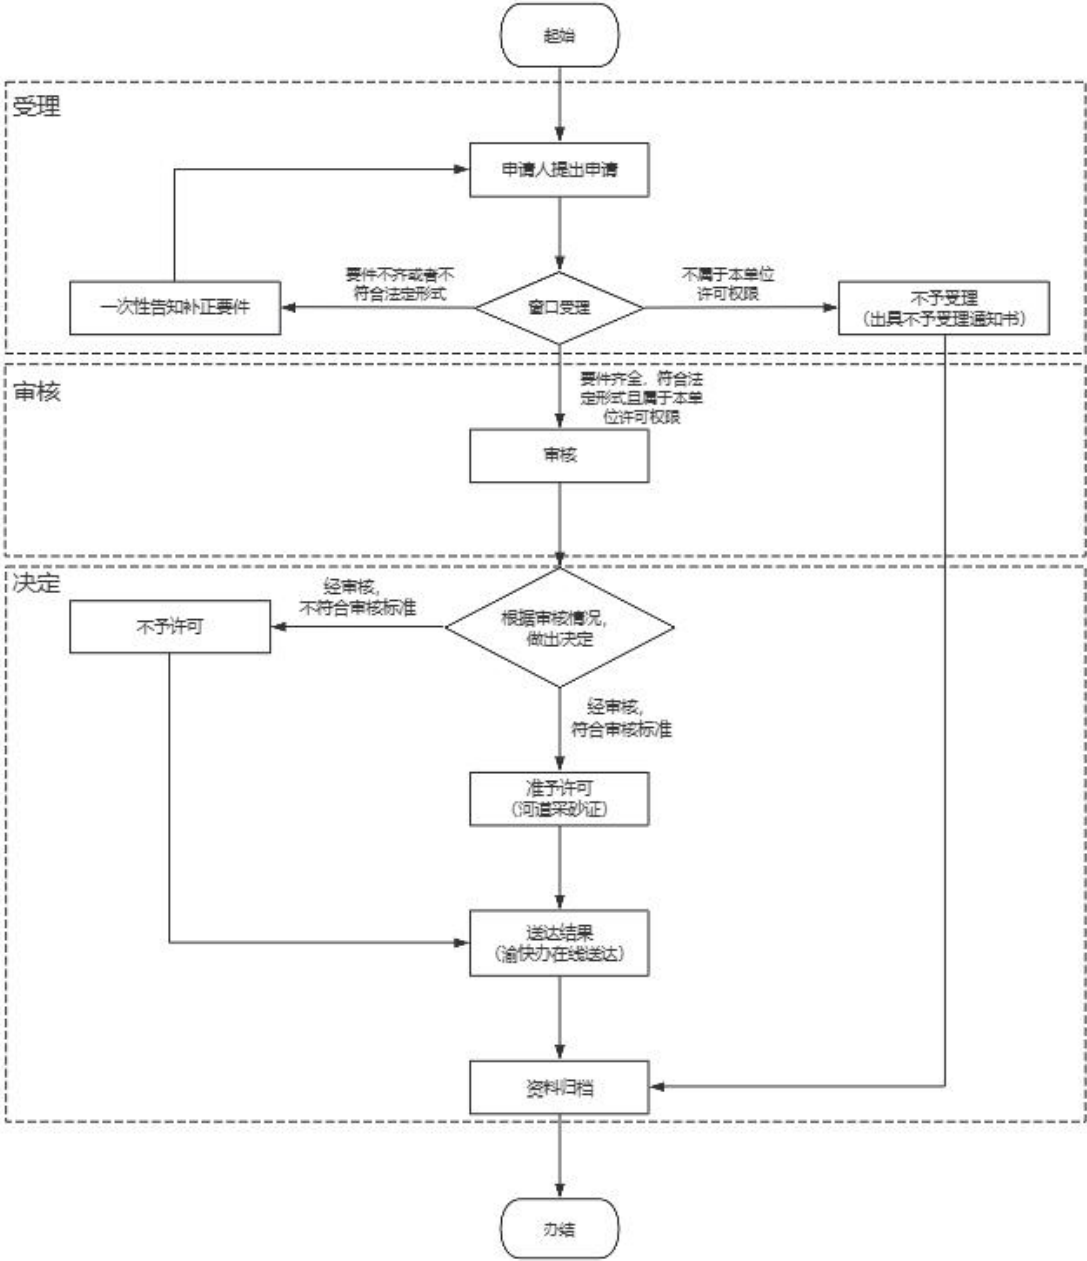 起始
受理
申请人提出申请
要件不齐或者不
符合法定形式
不属于本单位
许可权限
一次性告知补正要件
窗口受理
不予受理
（出具不予受理通知书）
审核
要件齐全，符合法
定形式且属于本单
位许可权限
审核
决定
经审核，
不符合审核标准
不予许可
根据审核情况，
做出决定
经审核，
符合审核标准
准予许可
（河道采砂证）
送达结果
（渝快办在线送达）
资料归档
办结